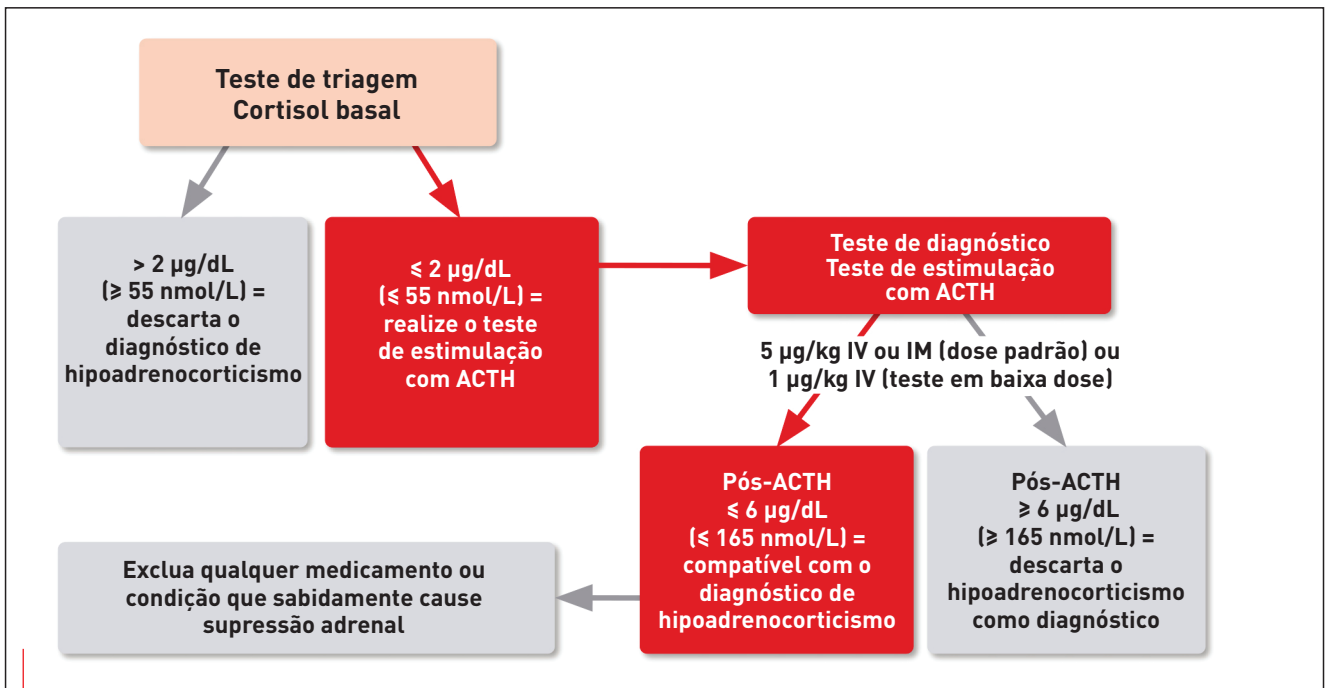 Teste de triagem
Cortisol basal
> 2 µg/dL
(≥ 55 nmol/L) =
descarta o
diagnóstico de
hipoadrenocorticismo
≤ 2 µg/dL
(≤ 55 nmol/L) =
realize o teste
de estimulação
com ACTH
Teste de diagnóstico
Teste de estimulação
com ACTH
5 µg/kg IV ou IM (dose padrão) ou
1 µg/kg IV (teste em baixa dose)
Pós-ACTH
≤ 6 µg/dL
(≤ 165 nmol/L) =
compatível com o
diagnóstico de
hipoadrenocorticismo
Pós-ACTH
≥ 6 µg/dL
(≥ 165 nmol/L) =
descarta o
hipoadrenocorticismo
como diagnóstico
Exclua qualquer medicamento ou
condição que sabidamente cause
supressão adrenal